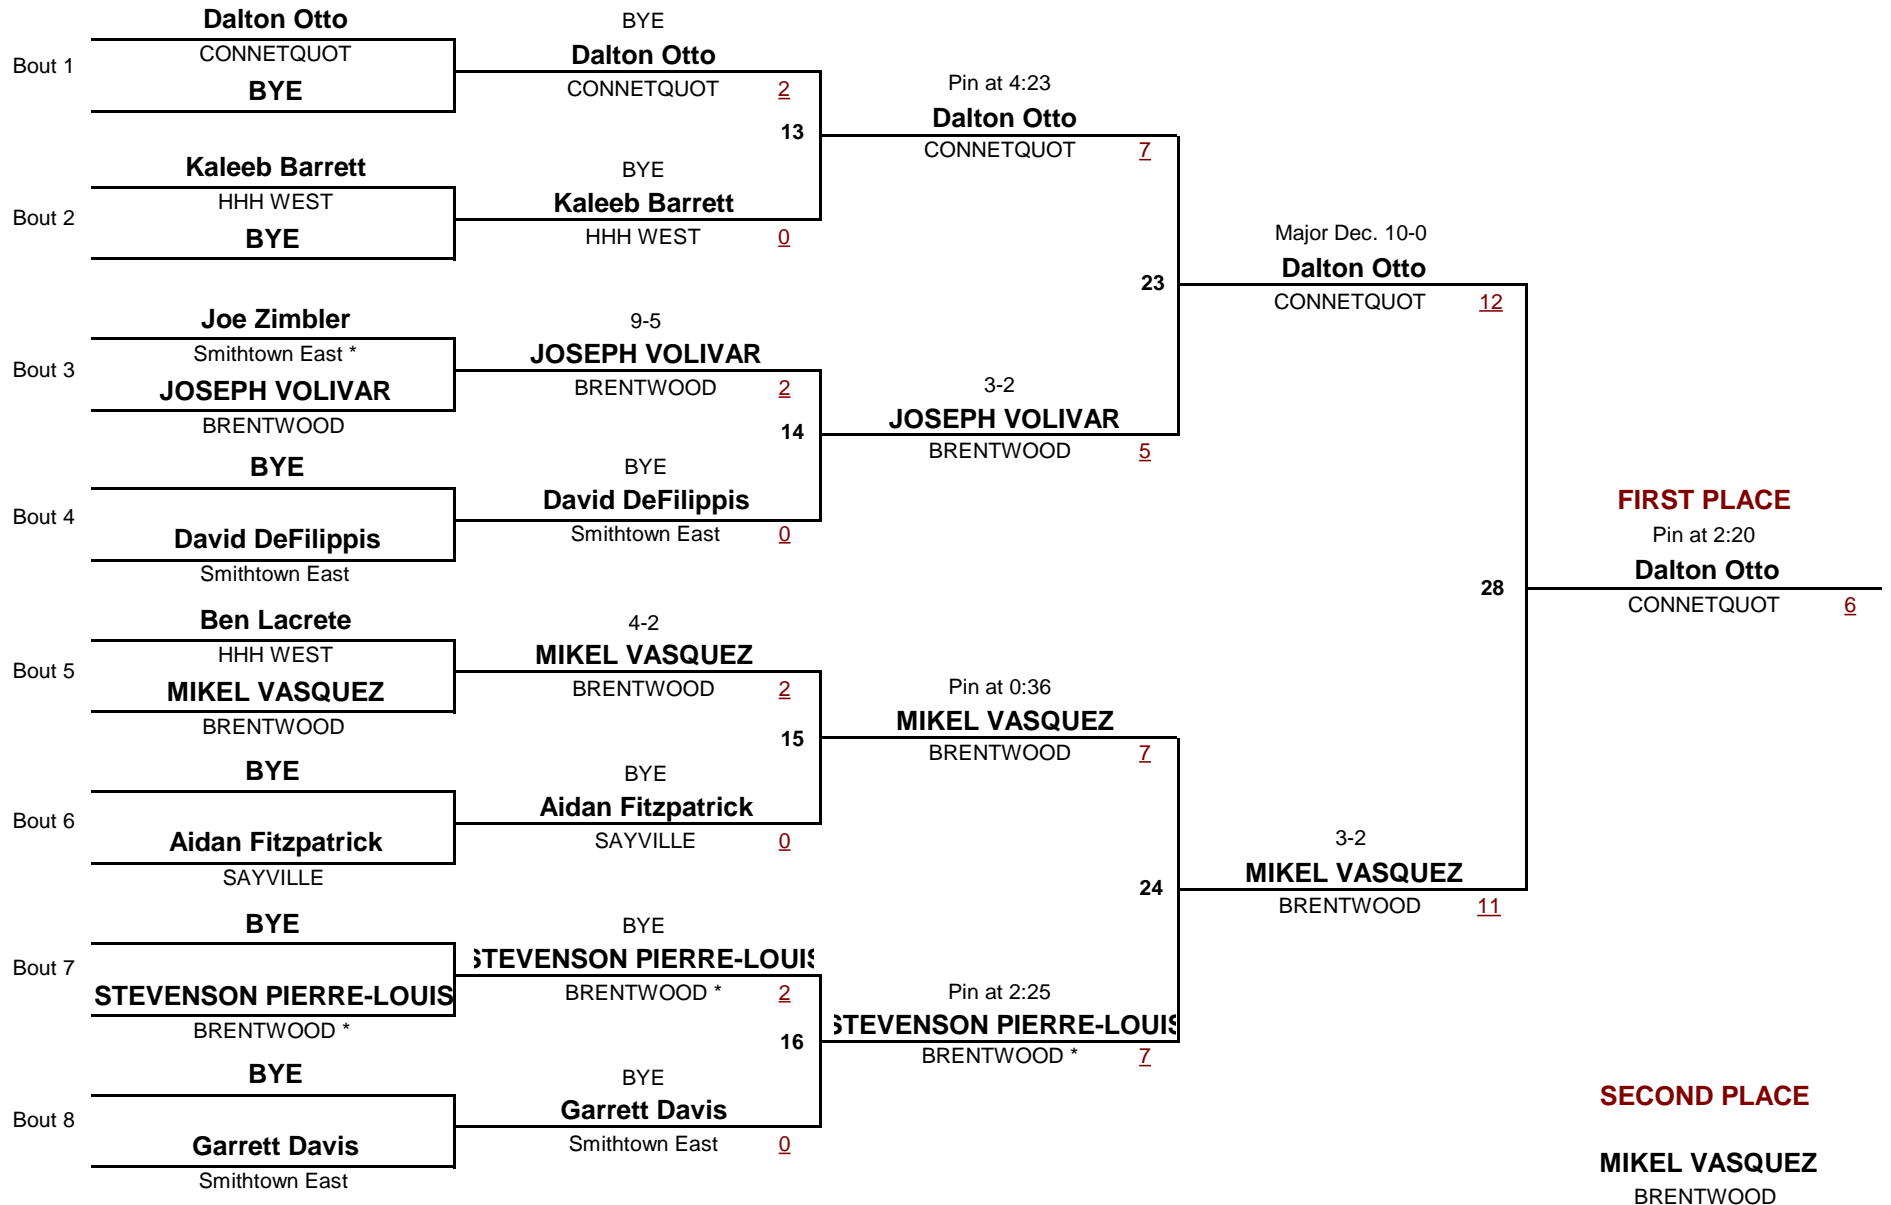 Bout 1
Dalton Otto
CONNETQUOT
BYE
Bout 2
Kaleeb Barrett
HHH WEST
BYE
Bout 3
Joe Zimbler
Smithtown East *
JOSEPH VOLIVAR
BRENTWOOD
Bout 4
BYE
David DeFilippis
Smithtown East
Bout 5
Ben Lacrete
HHH WEST
MIKEL VASQUEZ
BRENTWOOD
Bout 6
BYE
Aidan Fitzpatrick
SAYVILLE
Bout 7
BYE
STEVENSON PIERRE-LOUIS
BRENTWOOD *
Bout 8
BYE
Garrett Davis
Smithtown East
BYE
Dalton Otto
CONNETQUOT 2
13
BYE
Kaleeb Barrett
HHH WEST 0
9-5
JOSEPH VOLIVAR
BRENTWOOD 2
14
BYE
David DeFilippis
Smithtown East 0
4-2
MIKEL VASQUEZ
BRENTWOOD 2
15
BYE
Aidan Fitzpatrick
SAYVILLE 0
BYE
STEVENSON PIERRE-LOUIS
BRENTWOOD * 2
16
BYE
Garrett Davis
Smithtown East 0
Pin at 4:23
Dalton Otto
CONNETQUOT 7
23
3-2
JOSEPH VOLIVAR
BRENTWOOD 5
Pin at 0:36
MIKEL VASQUEZ
BRENTWOOD 7
24
Pin at 2:25
STEVENSON PIERRE-LOUIS
BRENTWOOD * 7
Major Dec. 10-0
Dalton Otto
CONNETQUOT 12
28
3-2
MIKEL VASQUEZ
BRENTWOOD 11
FIRST PLACE
Pin at 2:20
Dalton Otto
CONNETQUOT 6
SECOND PLACE
MIKEL VASQUEZ
BRENTWOOD